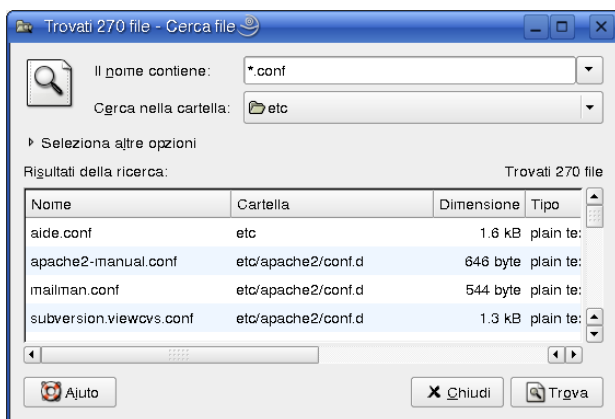 Trovati 270 file - Cerca file
Il nome contiene: *.conf
Cerca nella cartella: etc
Seleziona altre opzioni
Risultati della ricerca: Trovati 270 file
Nome Cartella Dimensione Tipo
aide.conf etc 1.6 kB plain te
apache2-manual.conf etc/apache2/conf.d 646 byte plain te
mailman.conf etc/apache2/conf.d 544 byte plain te
subversion.viewcvs.conf etc/apache2/conf.d 1.3 kB plain te
Aiuto Chiudi Trova